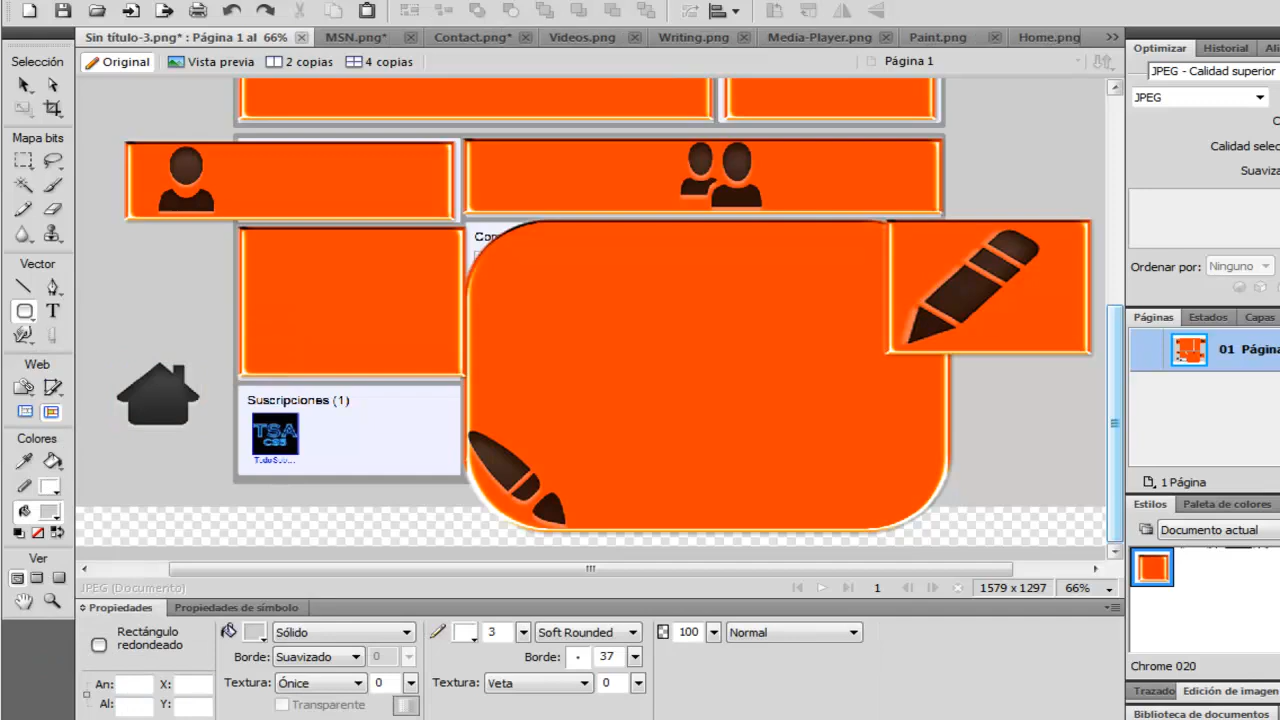 Sin título-3.png* : Página 1 al 66%
MSN.png*
Contact.png*
Videos.png
Writing.png
Media-Player.png
Paint.png
Home.png
>>
Optimizar
Historial
Original
Vista previa
2 copias
4 copias
Página 1
JPEG - Calidad superior
JPEG
Calidad selec
Suaviza
Ordenar por:
Ninguno
Páginas
Estados
Capas
01 Página
1 Página
Estilos
Paleta de colores
Documento actual
Chrome 020
Trazado
Edición de imagen
Biblioteca de documentos
Selección
Mapa bits
Vector
T
Web
Colores
Ver
Suscripciones (1)
TSA
CS5
JPEG (Documento)
1
1579 x 1297
66%
Propiedades
Propiedades de símbolo
Rectángulo
redondeado
An:
X:
Al:
Y:
Sólido
Borde:
Suavizado
0
Textura:
Ónice
0
Transparente
3
Soft Rounded
Borde:
37
Textura:
Veta
0
100
Normal